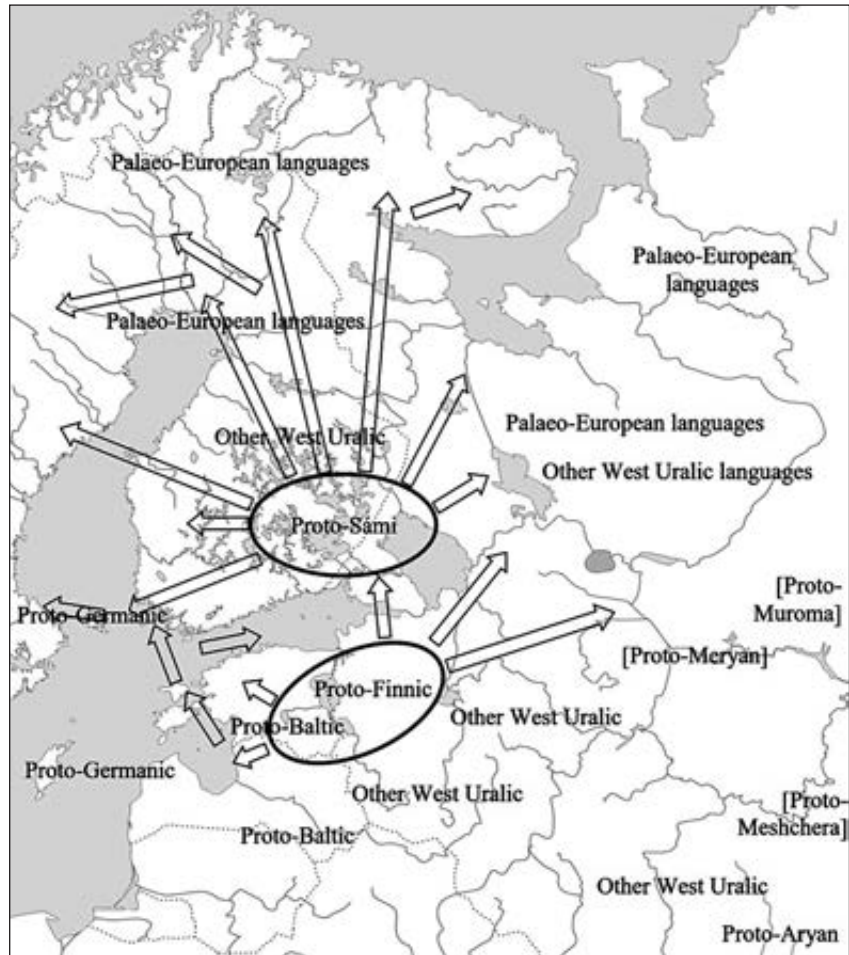 Palaeo-European languages
Palaeo-European
languages
Palaeo-European languages
Palaeo-European languages
Other West Uralic
Other West Uralic languages
Proto-Sámi
[Proto-
Muroma]
Proto-Germanic
[Proto-Meryan]
Proto-Finnic
Other West Uralic
Proto-Baltic
Proto-Germanic
Other West Uralic
[Proto-
Meshchera]
Proto-Baltic
Other West Uralic
Proto-Aryan